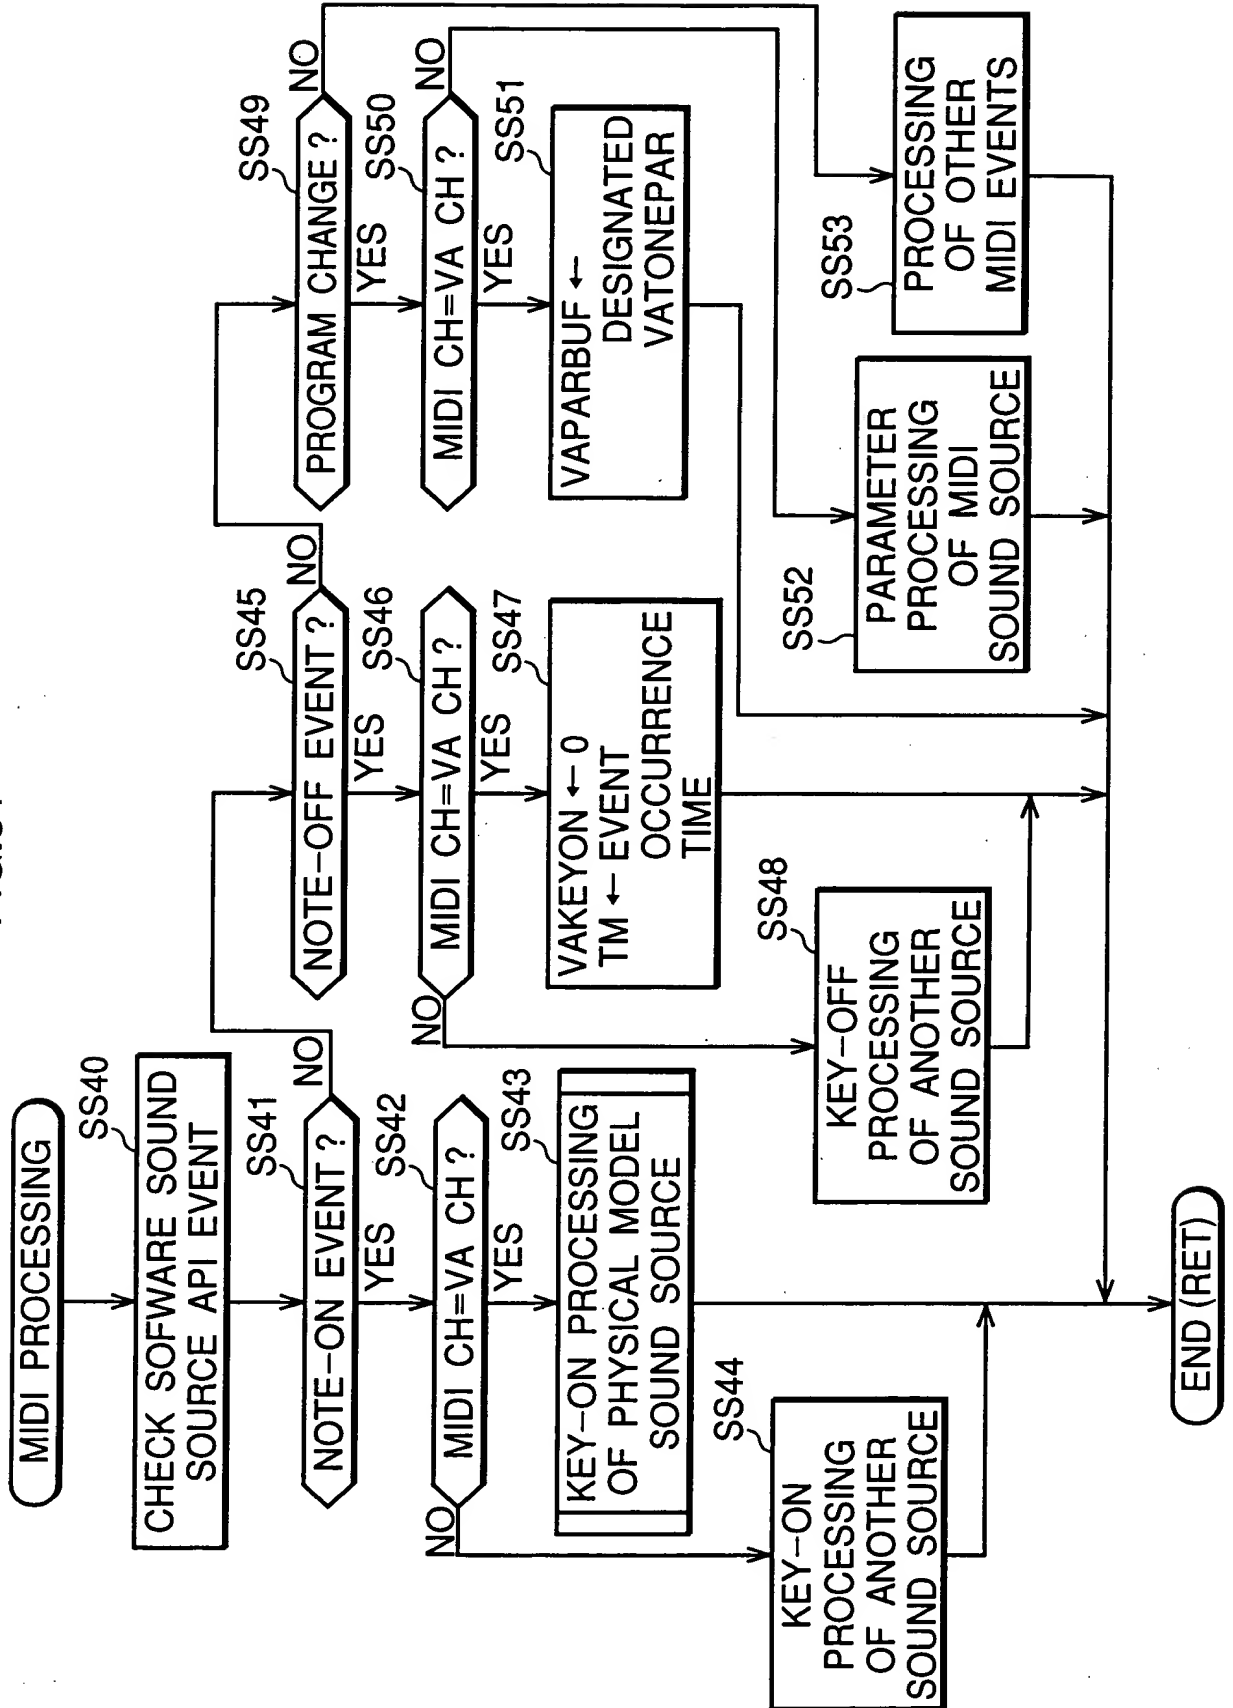 MIDI PROCESSING
SS40
CHECK SOFWARE SOUND
SOURCE API EVENT
SS41
NOTE-ON EVENT ?
NO
YES
SS42
MIDI CH=VA CH ?
NO
YES
SS43
KEY-ON PROCESSING
OF PHYSICAL MODEL
SOUND SOURCE
SS44
KEY-ON
PROCESSING
OF ANOTHER
SOUND SOURCE
SS45
NOTE-OFF EVENT ?
NO
YES
SS46
MIDI CH=VA CH ?
NO
YES
SS47
VAKEYON ← 0
TM ← EVENT
OCCURRENCE
TIME
SS48
KEY-OFF
PROCESSING
OF ANOTHER
SOUND SOURCE
SS49
PROGRAM CHANGE ?
NO
YES
SS50
MIDI CH=VA CH ?
NO
YES
SS51
VAPARBUF ←
DESIGNATED
VATONEPAR
SS52
PARAMETER
PROCESSING
OF MIDI
SOUND SOURCE
SS53
PROCESSING
OF OTHER
MIDI EVENTS
END (RET)